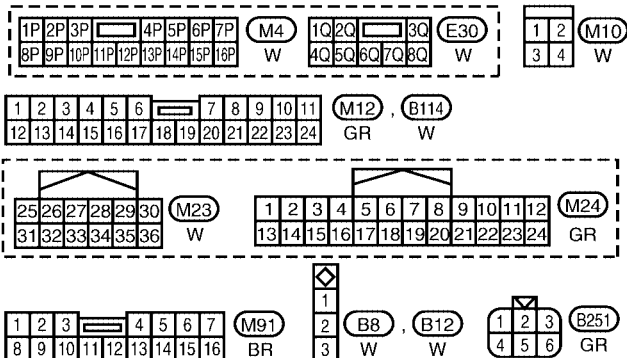 1P 2P 3P 4P 5P 6P 7P M4 1Q 2Q 3Q E30 1 2 M10
8P 9P 10P 11P 12P 13P 14P 15P 16P W 4Q 5Q 6Q 7Q 8Q W 3 4 W
1 2 3 4 5 6 7 8 9 10 11 M12 , B114
12 13 14 15 16 17 18 19 20 21 22 23 24 GR W
25 26 27 28 29 30 M23 1 2 3 4 5 6 7 8 9 10 11 12 M24
31 32 33 34 35 36 W 13 14 15 16 17 18 19 20 21 22 23 24 GR
1
1 2 3 4 5 6 7 M91 2 B8 , B12 1 2 3 B251
8 9 10 11 12 13 14 15 16 BR 3 W W 4 5 6 GR